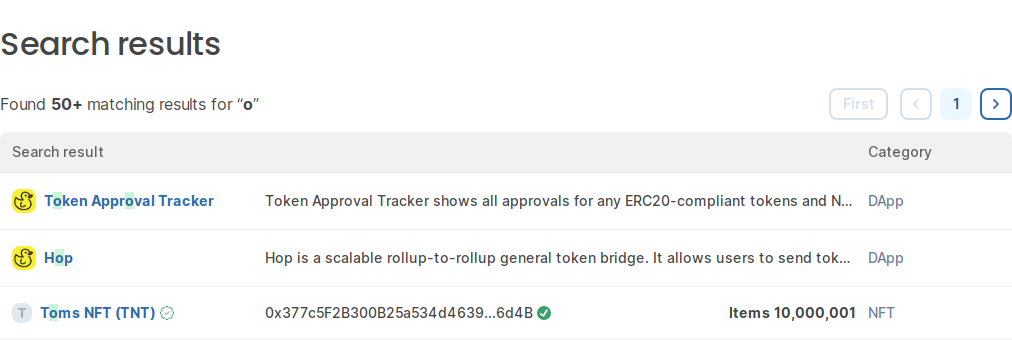 Search results
Found 50+ matching results for “o”
First
1
Search result Category
Token Approval Tracker Token Approval Tracker shows all approvals for any ERC20-compliant tokens and N... DApp
Hop Hop is a scalable rollup-to-rollup general token bridge. It allows users to send tok... DApp
T Toms NFT (TNT) 0x377c5F2B300B25a534d4639...6d4B Items 10,000,001 NFT